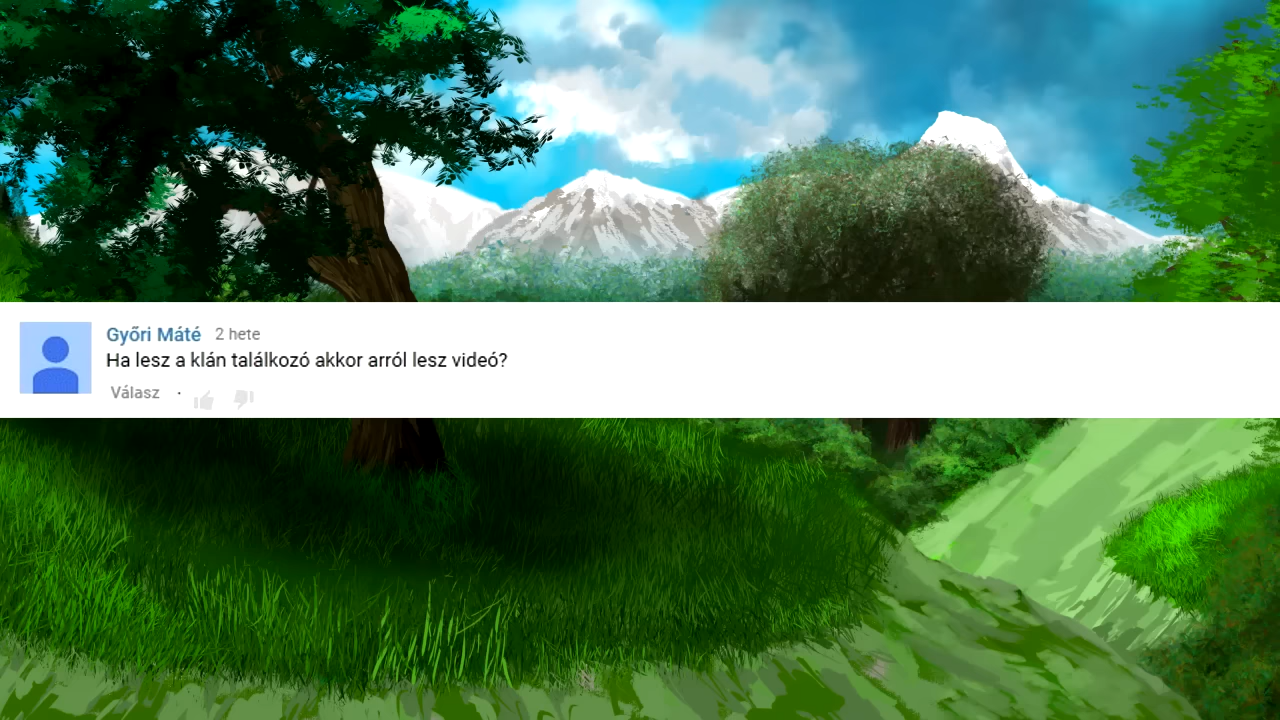 Győri Máté 2 hete
Ha lesz a klán találkozó akkor arról lesz videó?
Válasz ·